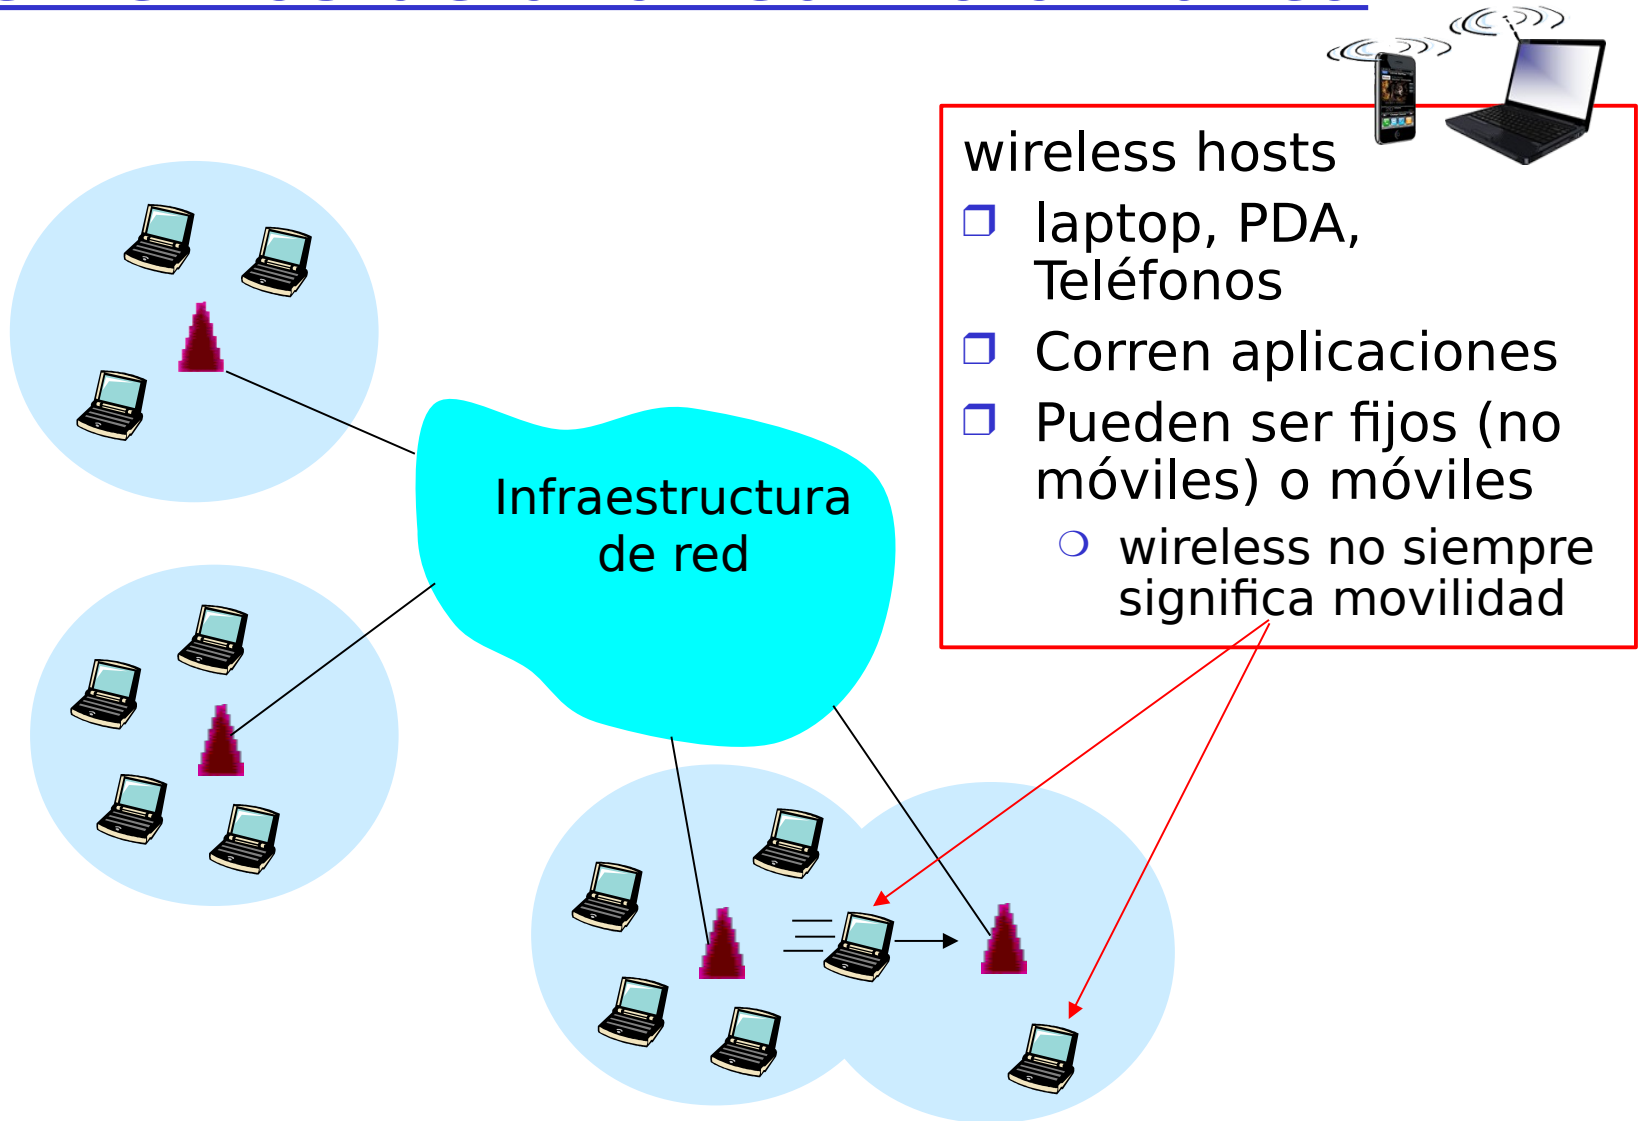 wireless hosts
❒ laptop, PDA,
Teléfonos
❒ Corren aplicaciones
❒ Pueden ser fijos (no
móviles) o móviles
❍ wireless no siempre
significa movilidad
Infraestructura
de red